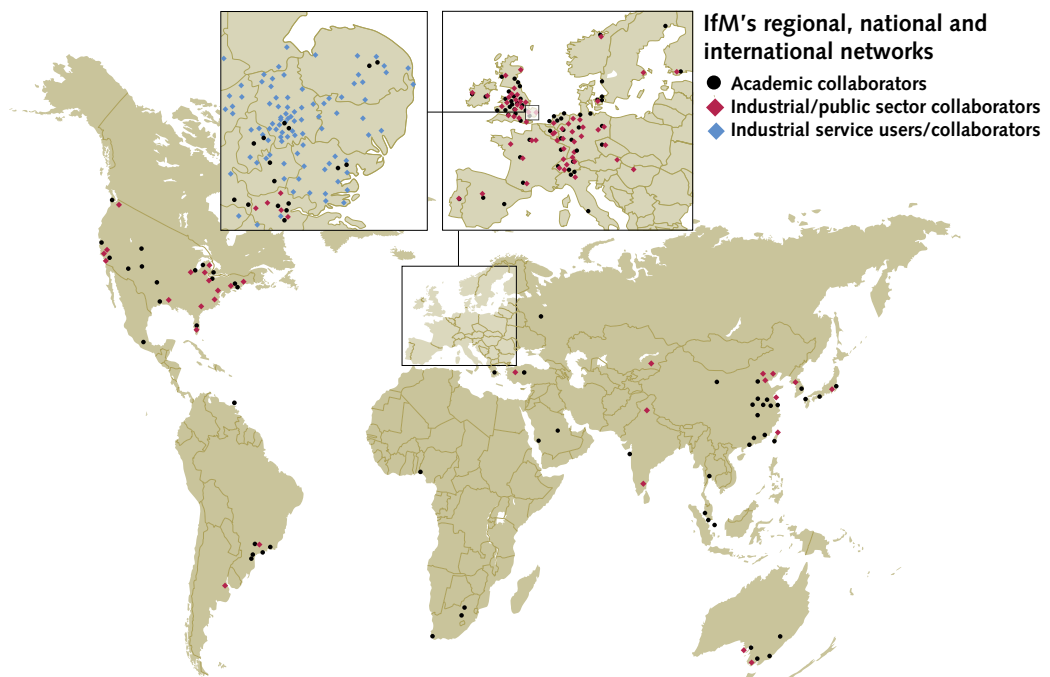 IfM's regional, national and
international networks
Academic collaborators
Industrial/public sector collaborators
Industrial service users/collaborators